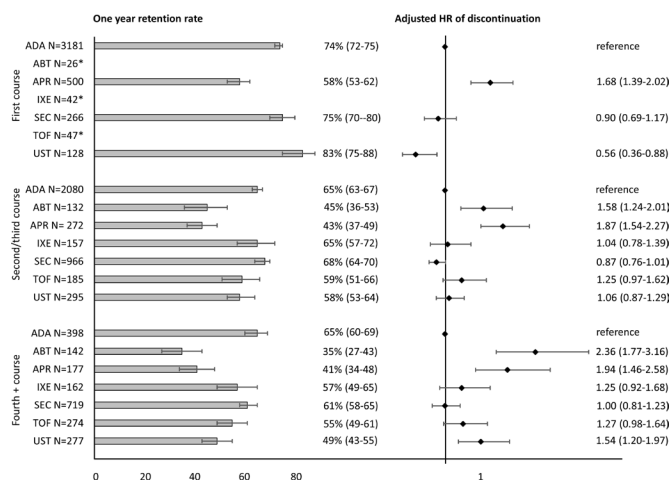 One year retention rate Adjusted HR of discontinuation
First course
ADA N=3181 74% (72-75) reference
ABT N=26*
APR N=500 58% (53-62) 1.68 (1.39-2.02)
IXE N=42*
SEC N=266 75% (70--80) 0.90 (0.69-1.17)
TOF N=47*
UST N=128 83% (75-88) 0.56 (0.36-0.88)
Second/third course
ADA N=2080 65% (63-67) reference
ABT N=132 45% (36-53) 1.58 (1.24-2.01)
APR N= 272 43% (37-49) 1.87 (1.54-2.27)
IXE N=157 65% (57-72) 1.04 (0.78-1.39)
SEC N=966 68% (64-70) 0.87 (0.76-1.01)
TOF N=185 59% (51-66) 1.25 (0.97-1.62)
UST N=295 58% (53-64) 1.06 (0.87-1.29)
Fourth + course
ADA N=398 65% (60-69) reference
ABT N=142 35% (27-43) 2.36 (1.77-3.16)
APR N=177 41% (34-48) 1.94 (1.46-2.58)
IXE N=162 57% (49-65) 1.25 (0.92-1.68)
SEC N=719 61% (58-65) 1.00 (0.81-1.23)
TOF N=274 55% (49-61) 1.27 (0.98-1.64)
UST N=277 49% (43-55) 1.54 (1.20-1.97)
0 20 40 60 80 1